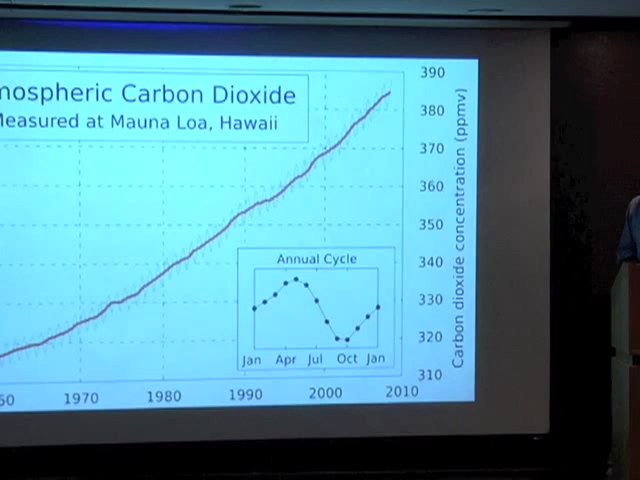 mospheric Carbon Dioxide
Measured at Mauna Loa, Hawaii
390
380
370
360
350
340
330
320
310
Carbon dioxide concentration (ppmv)
Annual Cycle
Jan Apr Jul Oct Jan
60 1970 1980 1990 2000 2010